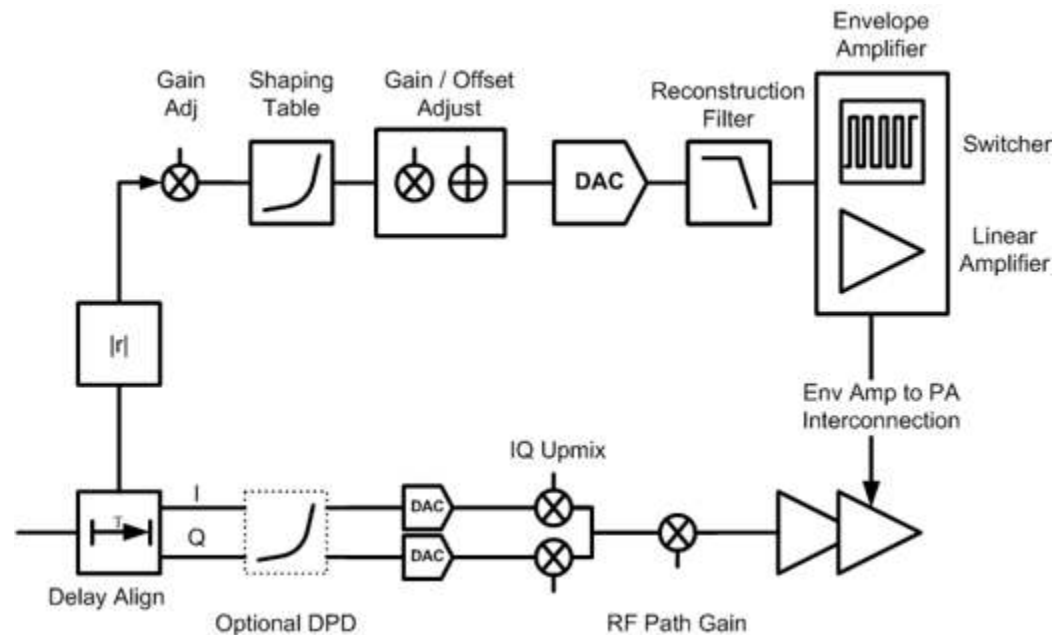 Envelope
Amplifier
Gain
Adj
Shaping
Table
Gain / Offset
Adjust
Reconstruction
Filter
DAC
Switcher
Linear
Amplifier
|r|
Env Amp to PA
Interconnection
IQ Upmix
I
Q
T
DAC
DAC
Delay Align
Optional DPD
RF Path Gain